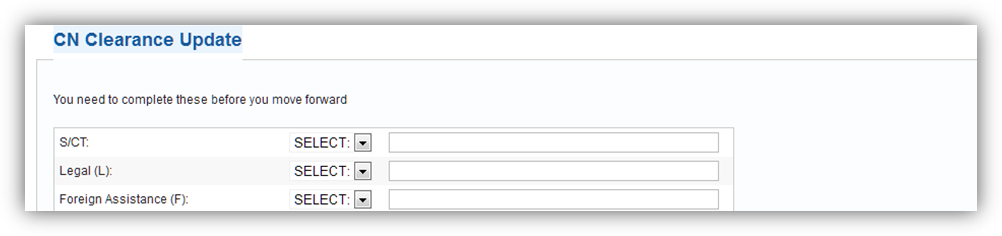 CN Clearance Update
You need to complete these before you move forward
S/CT: SELECT:
Legal (L): SELECT:
Foreign Assistance (F): SELECT: